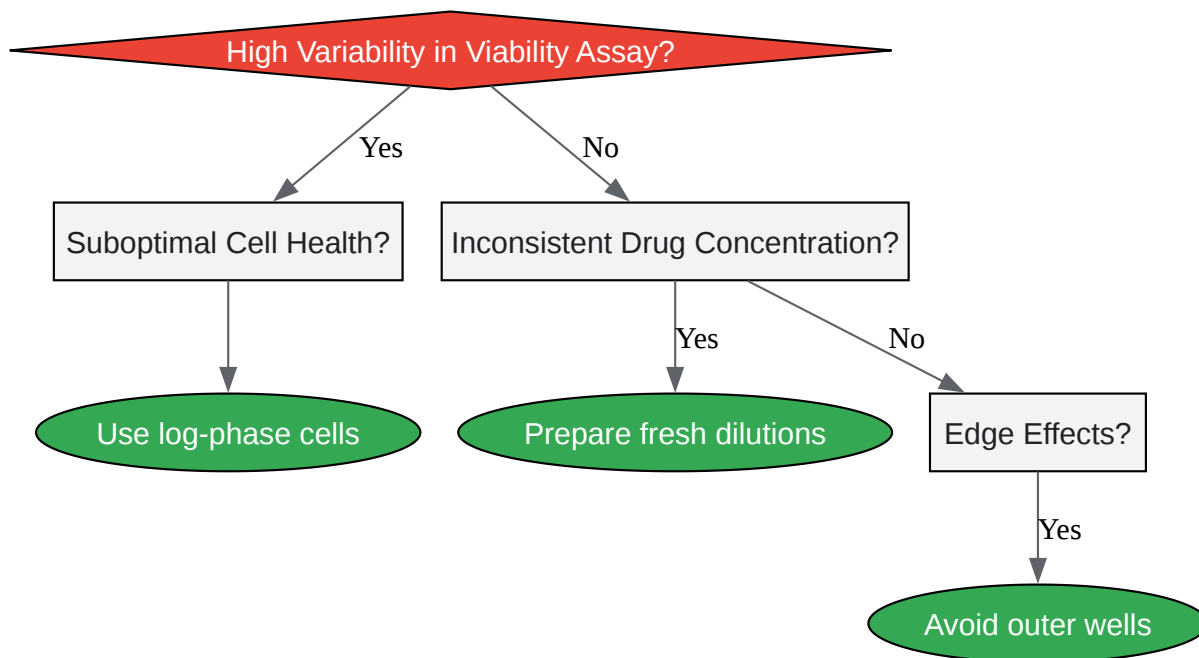 High Variability in Viability Assay?
Yes
No
Suboptimal Cell Health?
Inconsistent Drug Concentration?
Yes
No
Use log-phase cells
Prepare fresh dilutions
Edge Effects?
Yes
Avoid outer wells